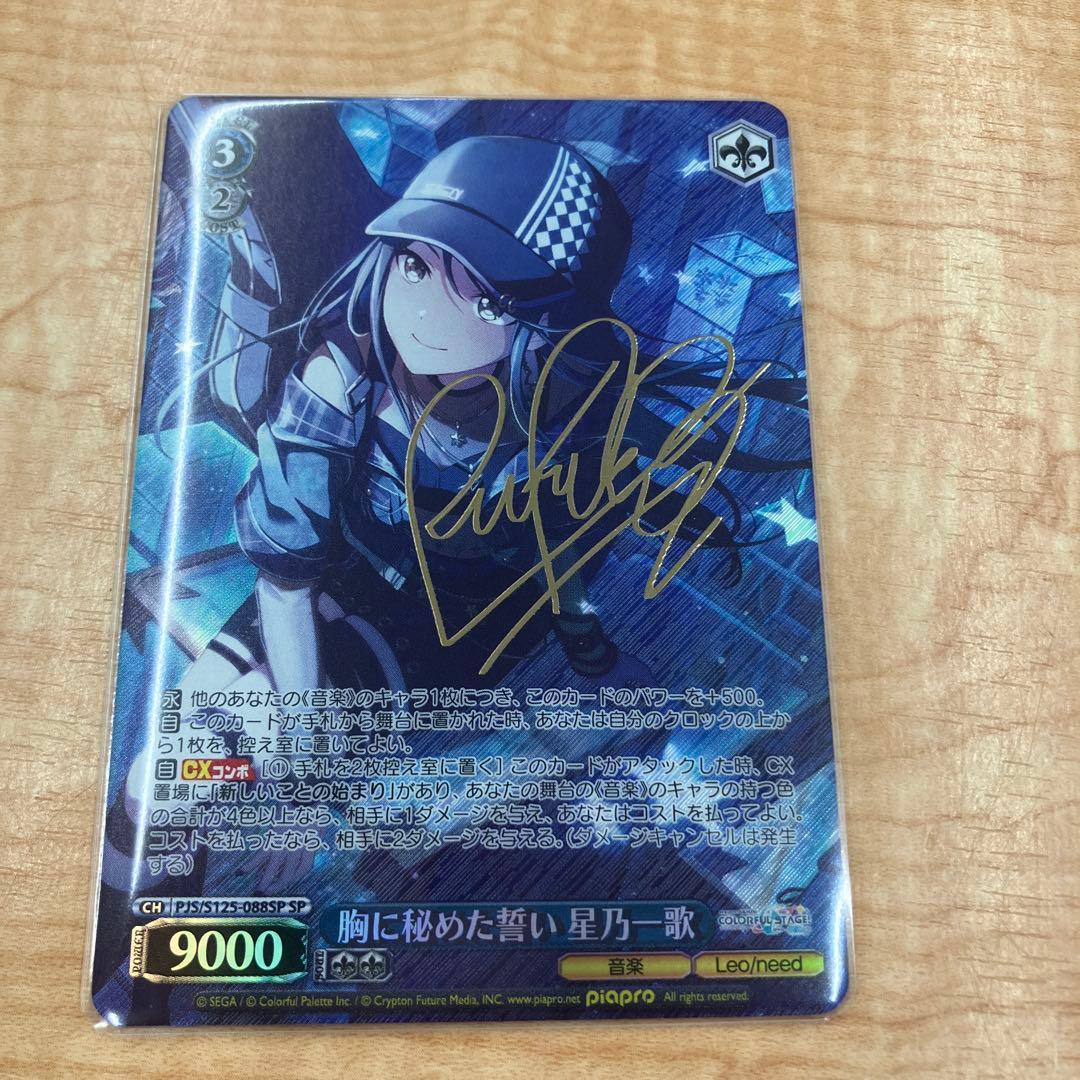 3
2
COST
永 他のあなたの《音楽》のキャラ1枚につき、このカードのパワーを+500。
自 このカードが手札から舞台に置かれた時、あなたは自分のクロックの上か
ら1枚を、控え室に置いてよい。
自 CXコンボ [① 手札を2枚控え室に置く] このカードがアタックした時、CX
置場に「新しいことの始まり」があり、あなたの舞台の《音楽》のキャラの持つ色
の合計が4色以上なら、相手に1ダメージを与え、あなたはコストを払ってよい。
コストを払ったなら、相手に2ダメージを与える。(ダメージキャンセルは発生
する)
CH PJS/S125-088SP SP
胸に秘めた誓い 星乃一歌
COLORFUL STAGE!
POWER 9000
音楽 Leo/need
© SEGA / © Colorful Palette Inc. / © Crypton Future Media, INC. www.piapro.net piapro All rights reserved.